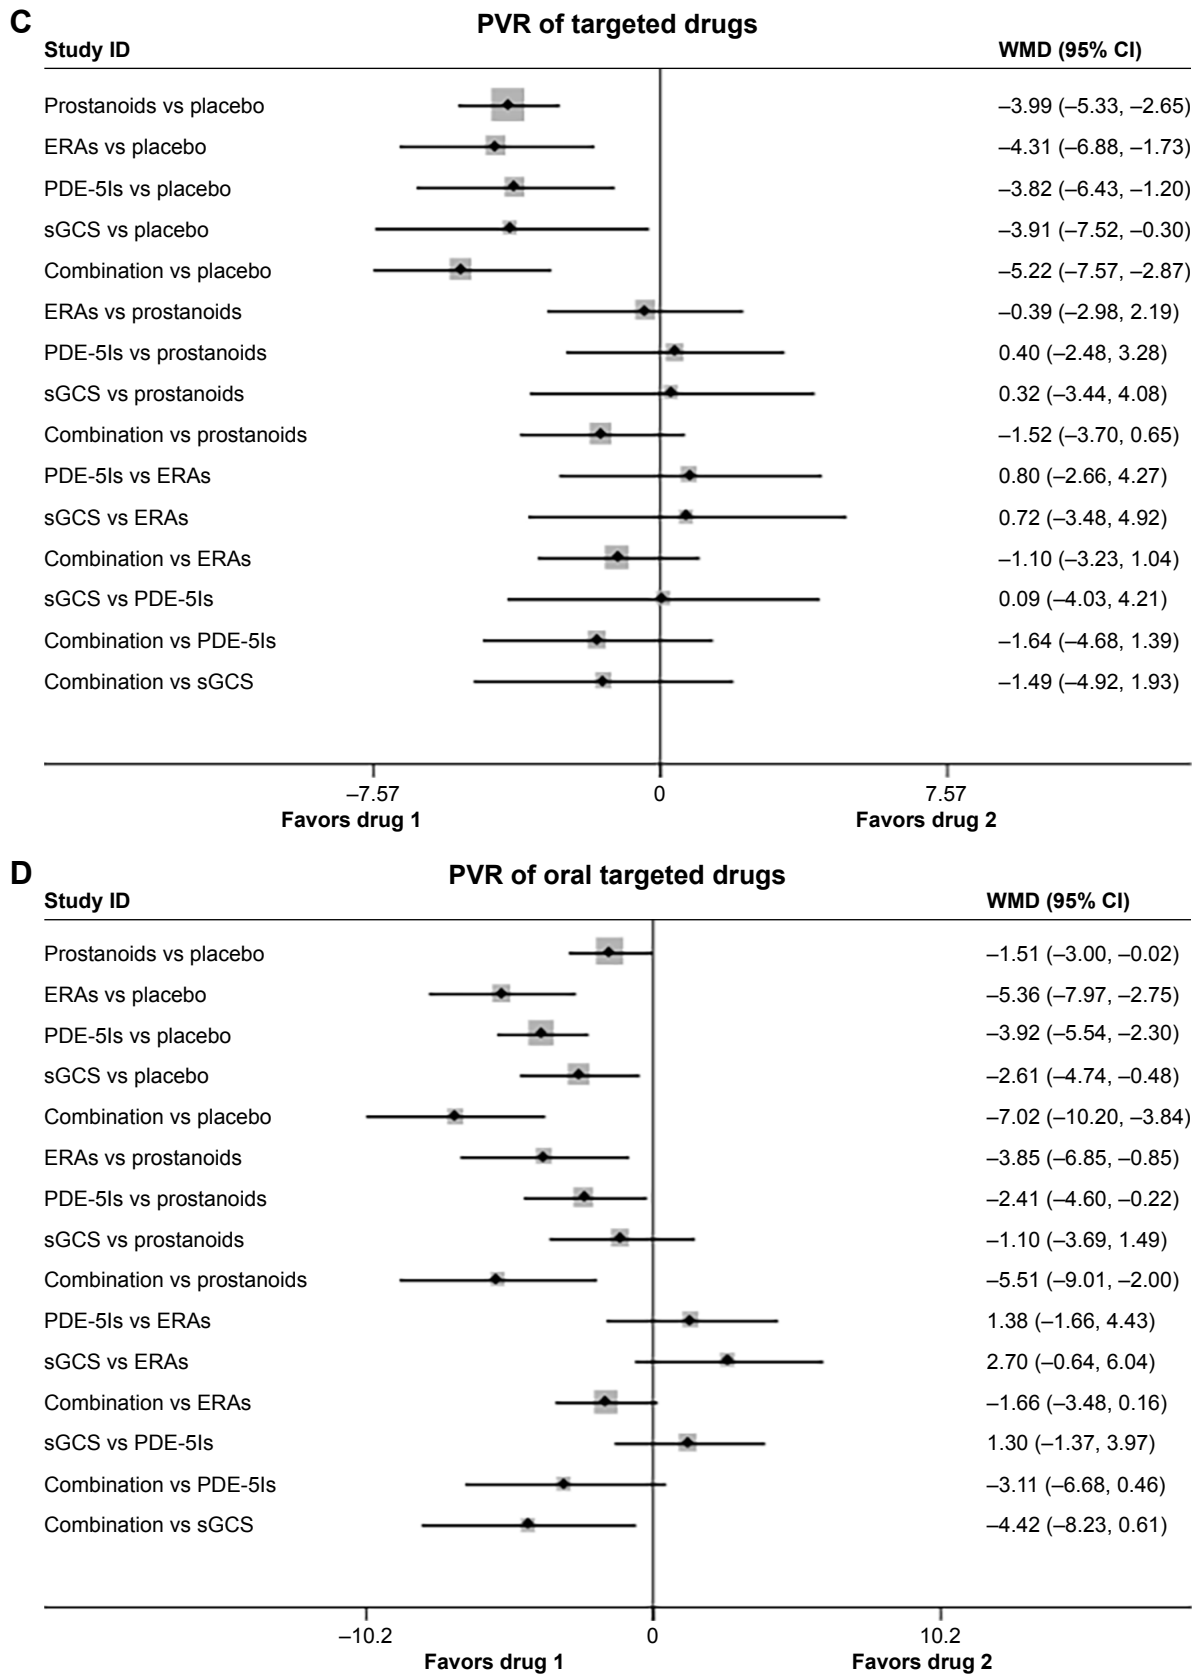 C
PVR of targeted drugs
Study ID WMD (95% CI)
Prostanoids vs placebo –3.99 (–5.33, –2.65)
ERAs vs placebo –4.31 (–6.88, –1.73)
PDE-5Is vs placebo –3.82 (–6.43, –1.20)
sGCS vs placebo –3.91 (–7.52, –0.30)
Combination vs placebo –5.22 (–7.57, –2.87)
ERAs vs prostanoids –0.39 (–2.98, 2.19)
PDE-5Is vs prostanoids 0.40 (–2.48, 3.28)
sGCS vs prostanoids 0.32 (–3.44, 4.08)
Combination vs prostanoids –1.52 (–3.70, 0.65)
PDE-5Is vs ERAs 0.80 (–2.66, 4.27)
sGCS vs ERAs 0.72 (–3.48, 4.92)
Combination vs ERAs –1.10 (–3.23, 1.04)
sGCS vs PDE-5Is 0.09 (–4.03, 4.21)
Combination vs PDE-5Is –1.64 (–4.68, 1.39)
Combination vs sGCS –1.49 (–4.92, 1.93)
–7.57 0 7.57
Favors drug 1 Favors drug 2
D
PVR of oral targeted drugs
Study ID WMD (95% CI)
Prostanoids vs placebo –1.51 (–3.00, –0.02)
ERAs vs placebo –5.36 (–7.97, –2.75)
PDE-5Is vs placebo –3.92 (–5.54, –2.30)
sGCS vs placebo –2.61 (–4.74, –0.48)
Combination vs placebo –7.02 (–10.20, –3.84)
ERAs vs prostanoids –3.85 (–6.85, –0.85)
PDE-5Is vs prostanoids –2.41 (–4.60, –0.22)
sGCS vs prostanoids –1.10 (–3.69, 1.49)
Combination vs prostanoids –5.51 (–9.01, –2.00)
PDE-5Is vs ERAs 1.38 (–1.66, 4.43)
sGCS vs ERAs 2.70 (–0.64, 6.04)
Combination vs ERAs –1.66 (–3.48, 0.16)
sGCS vs PDE-5Is 1.30 (–1.37, 3.97)
Combination vs PDE-5Is –3.11 (–6.68, 0.46)
Combination vs sGCS –4.42 (–8.23, 0.61)
–10.2 0 10.2
Favors drug 1 Favors drug 2